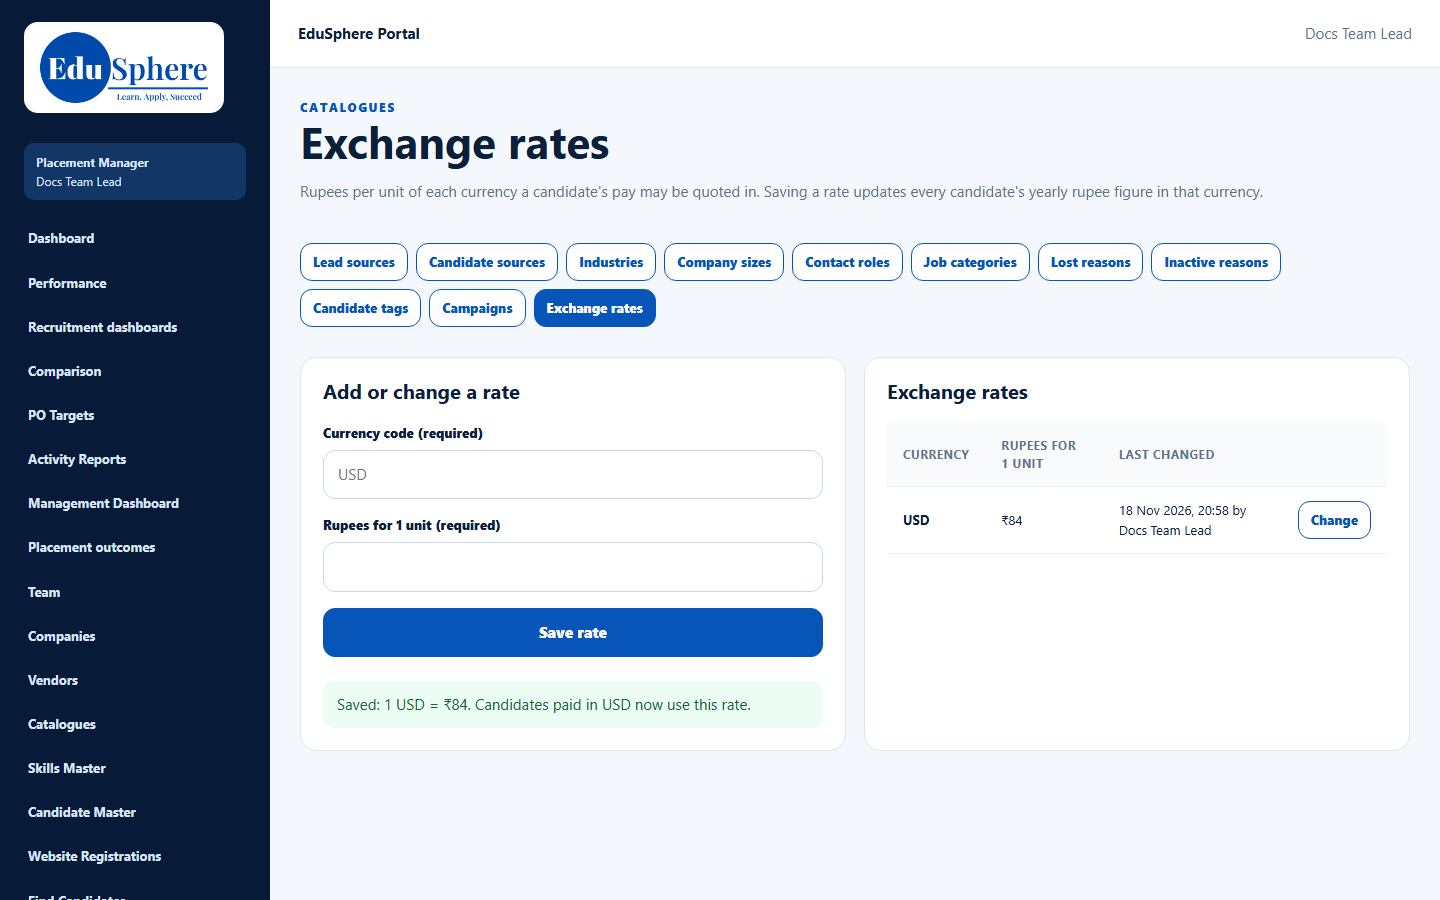 EduSphere
Learn. Apply, Succeed
Placement Manager
Docs Team Lead
Dashboard
Performance
Recruitment dashboards
Comparison
PO Targets
Activity Reports
Management Dashboard
Placement outcomes
Team
Companies
Vendors
Catalogues
Skills Master
Candidate Master
Website Registrations
Find Candidates
EduSphere Portal
Docs Team Lead
CATALOGUES
Exchange rates
Rupees per unit of each currency a candidate's pay may be quoted in. Saving a rate updates every candidate's yearly rupee figure in that currency.
Lead sources
Candidate sources
Industries
Company sizes
Contact roles
Job categories
Lost reasons
Inactive reasons
Candidate tags
Campaigns
Exchange rates
Add or change a rate
Currency code (required)
USD
Rupees for 1 unit (required)
Save rate
Saved: 1 USD = ₹84. Candidates paid in USD now use this rate.
Exchange rates
CURRENCY
RUPEES FOR
1 UNIT
LAST CHANGED
USD
₹84
18 Nov 2026, 20:58 by
Docs Team Lead
Change